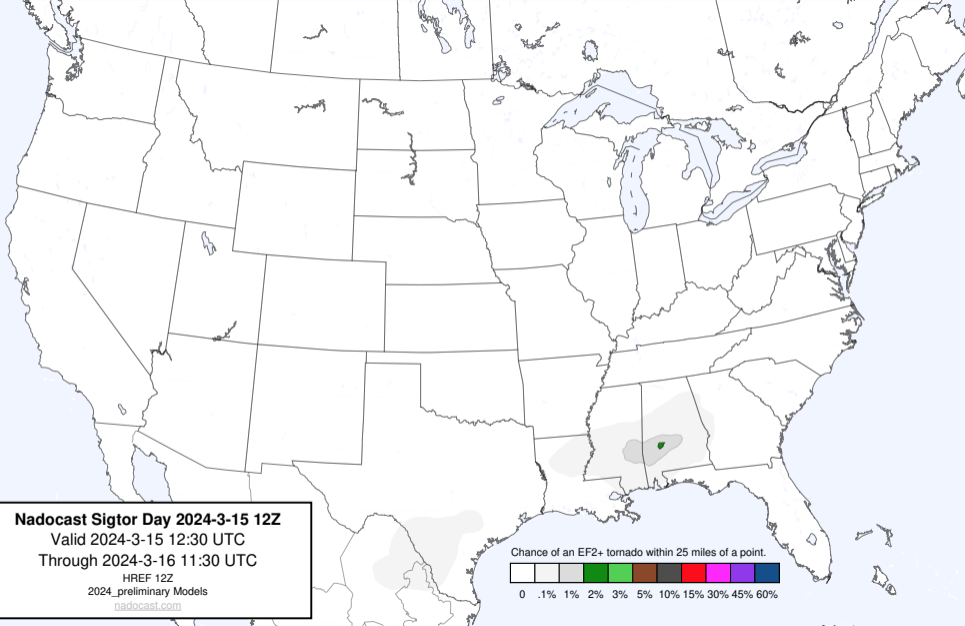 Nadocast Sigtor Day 2024-3-15 12Z
Valid 2024-3-15 12:30 UTC
Through 2024-3-16 11:30 UTC
HREF 12Z
2024_preliminary Models
nadocast.com
Chance of an EF2+ tornado within 25 miles of a point.
0 .1% 1% 2% 3% 5% 10% 15% 30% 45% 60%